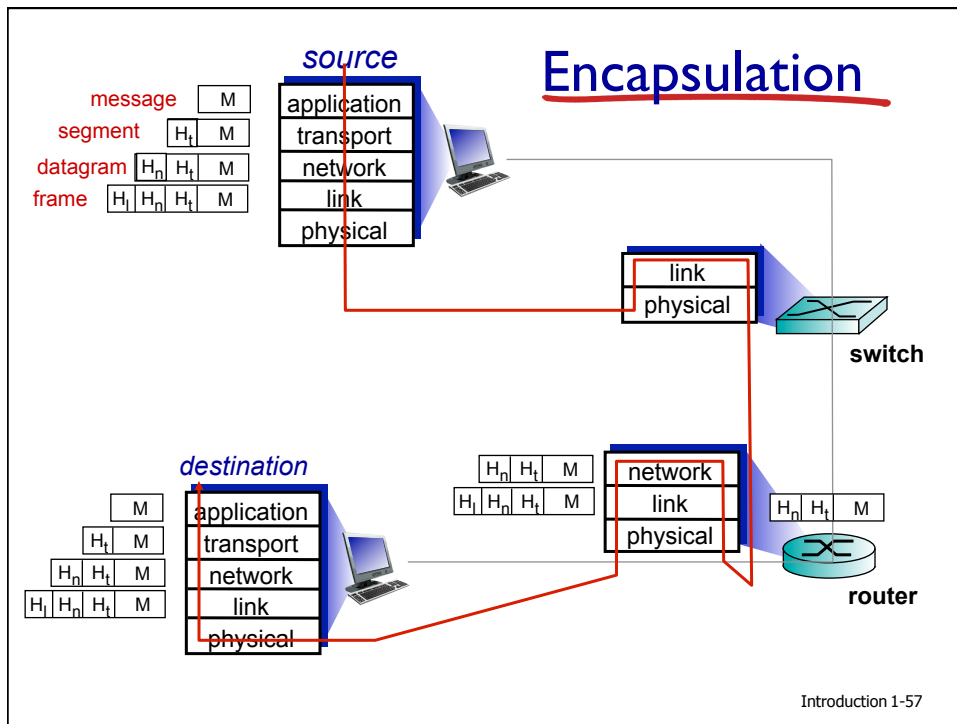 source
Encapsulation
message M
segment Ht M
datagram Hn Ht M
frame Hl Hn Ht M
application
transport
network
link
physical
link
physical
switch
destination
M
Ht M
Hn Ht M
Hl Hn Ht M
application
transport
network
link
physical
Hn Ht M
Hl Hn Ht M
network
link
physical
Hn Ht M
router
Introduction 1-57